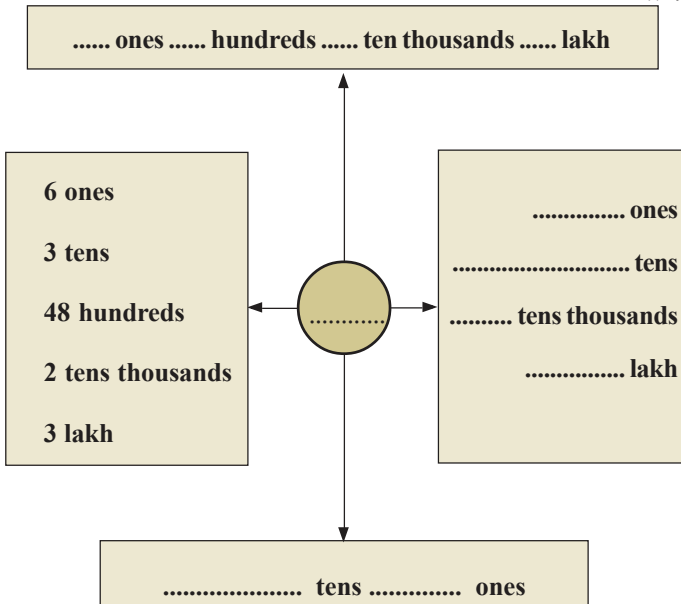 ...... ones ...... hundreds ...... ten thousands ...... lakh
6 ones
3 tens
48 hundreds
2 tens thousands
3 lakh
............
............... ones
............................ tens
.......... tens thousands
................ lakh
...................... tens .............. ones